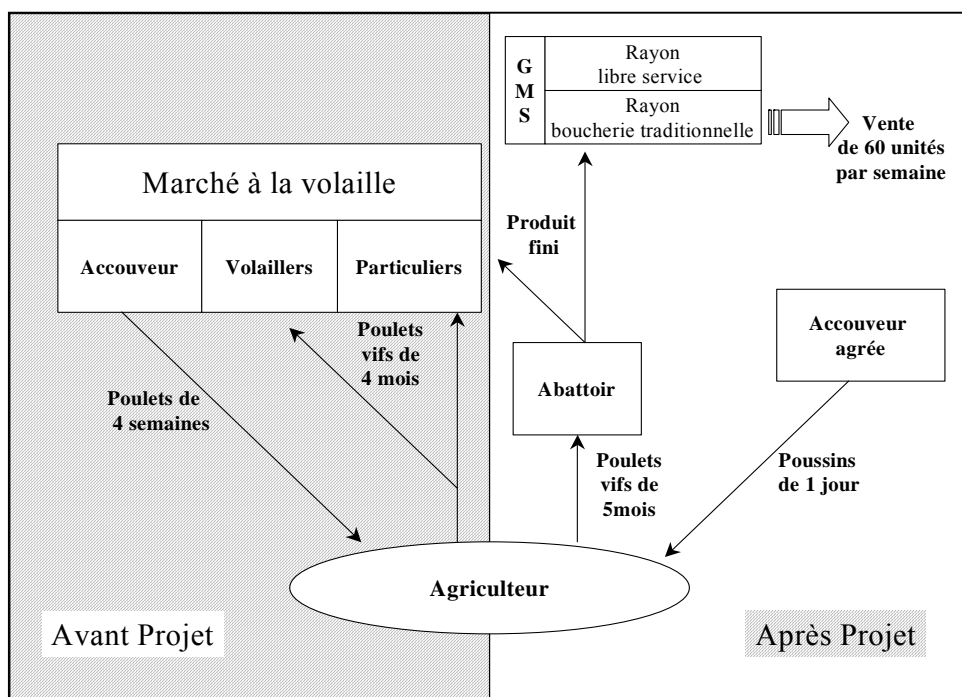 G
M
S
Rayon
libre service
Rayon
boucherie traditionnelle
Vente
de 60 unités
par semaine
Marché à la volaille
Accouveur
Volaillers
Particuliers
Produit
fini
Poulets
vifs de
4 mois
Poulets de
4 semaines
Abattoir
Accouveur
agrée
Poulets
vifs de
5mois
Poussins
de 1 jour
Agriculteur
Avant Projet
Après Projet